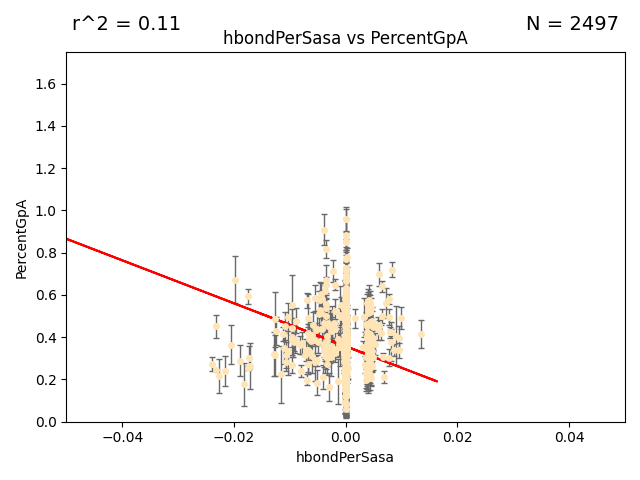 r^2 = 0.11
N = 2497
hbondPerSasa vs PercentGpA
PercentGpA
1.6
1.4
1.2
1.0
0.8
0.6
0.4
0.2
0.0
−0.04
−0.02
0.00
0.02
0.04
hbondPerSasa